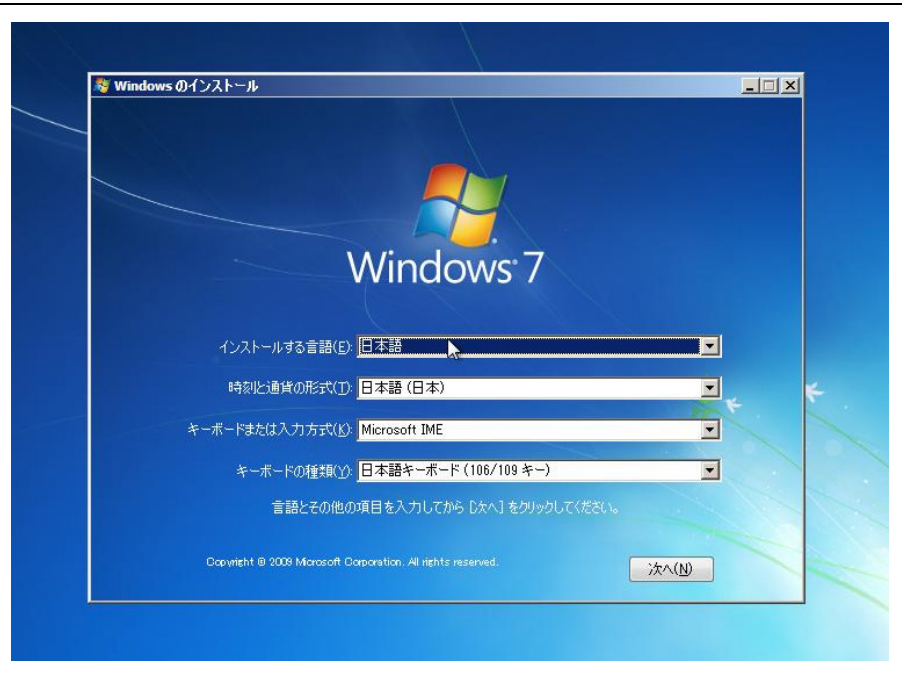 Windows のインストール
Windows 7
インストールする言語(E): 日本語
時刻と通貨の形式(T): 日本語 (日本)
キーボードまたは入力方式(K): Microsoft IME
キーボードの種類(Y): 日本語キーボード (106/109 キー)
言語とその他の項目を入力してから [次へ] をクリックしてください。
Copyright © 2009 Microsoft Corporation. All rights reserved.
次へ(N)